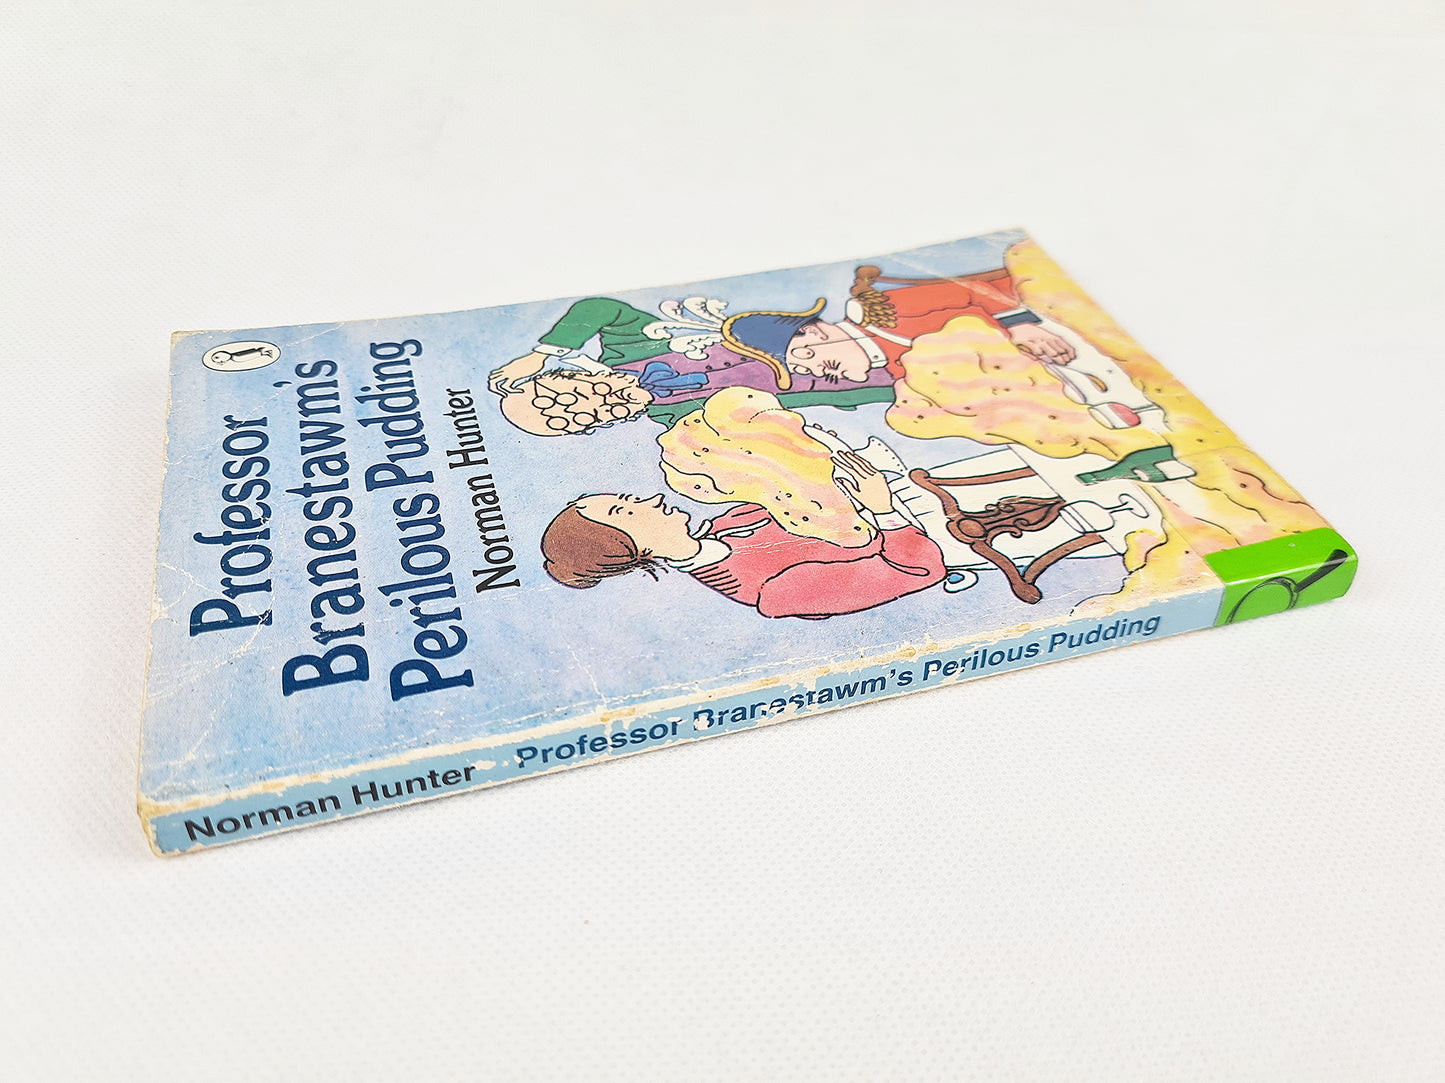 Professor
Branestawm's
Perilous Pudding
Norman Hunter
Norman Hunter Professor Branestawm's Perilous Pudding